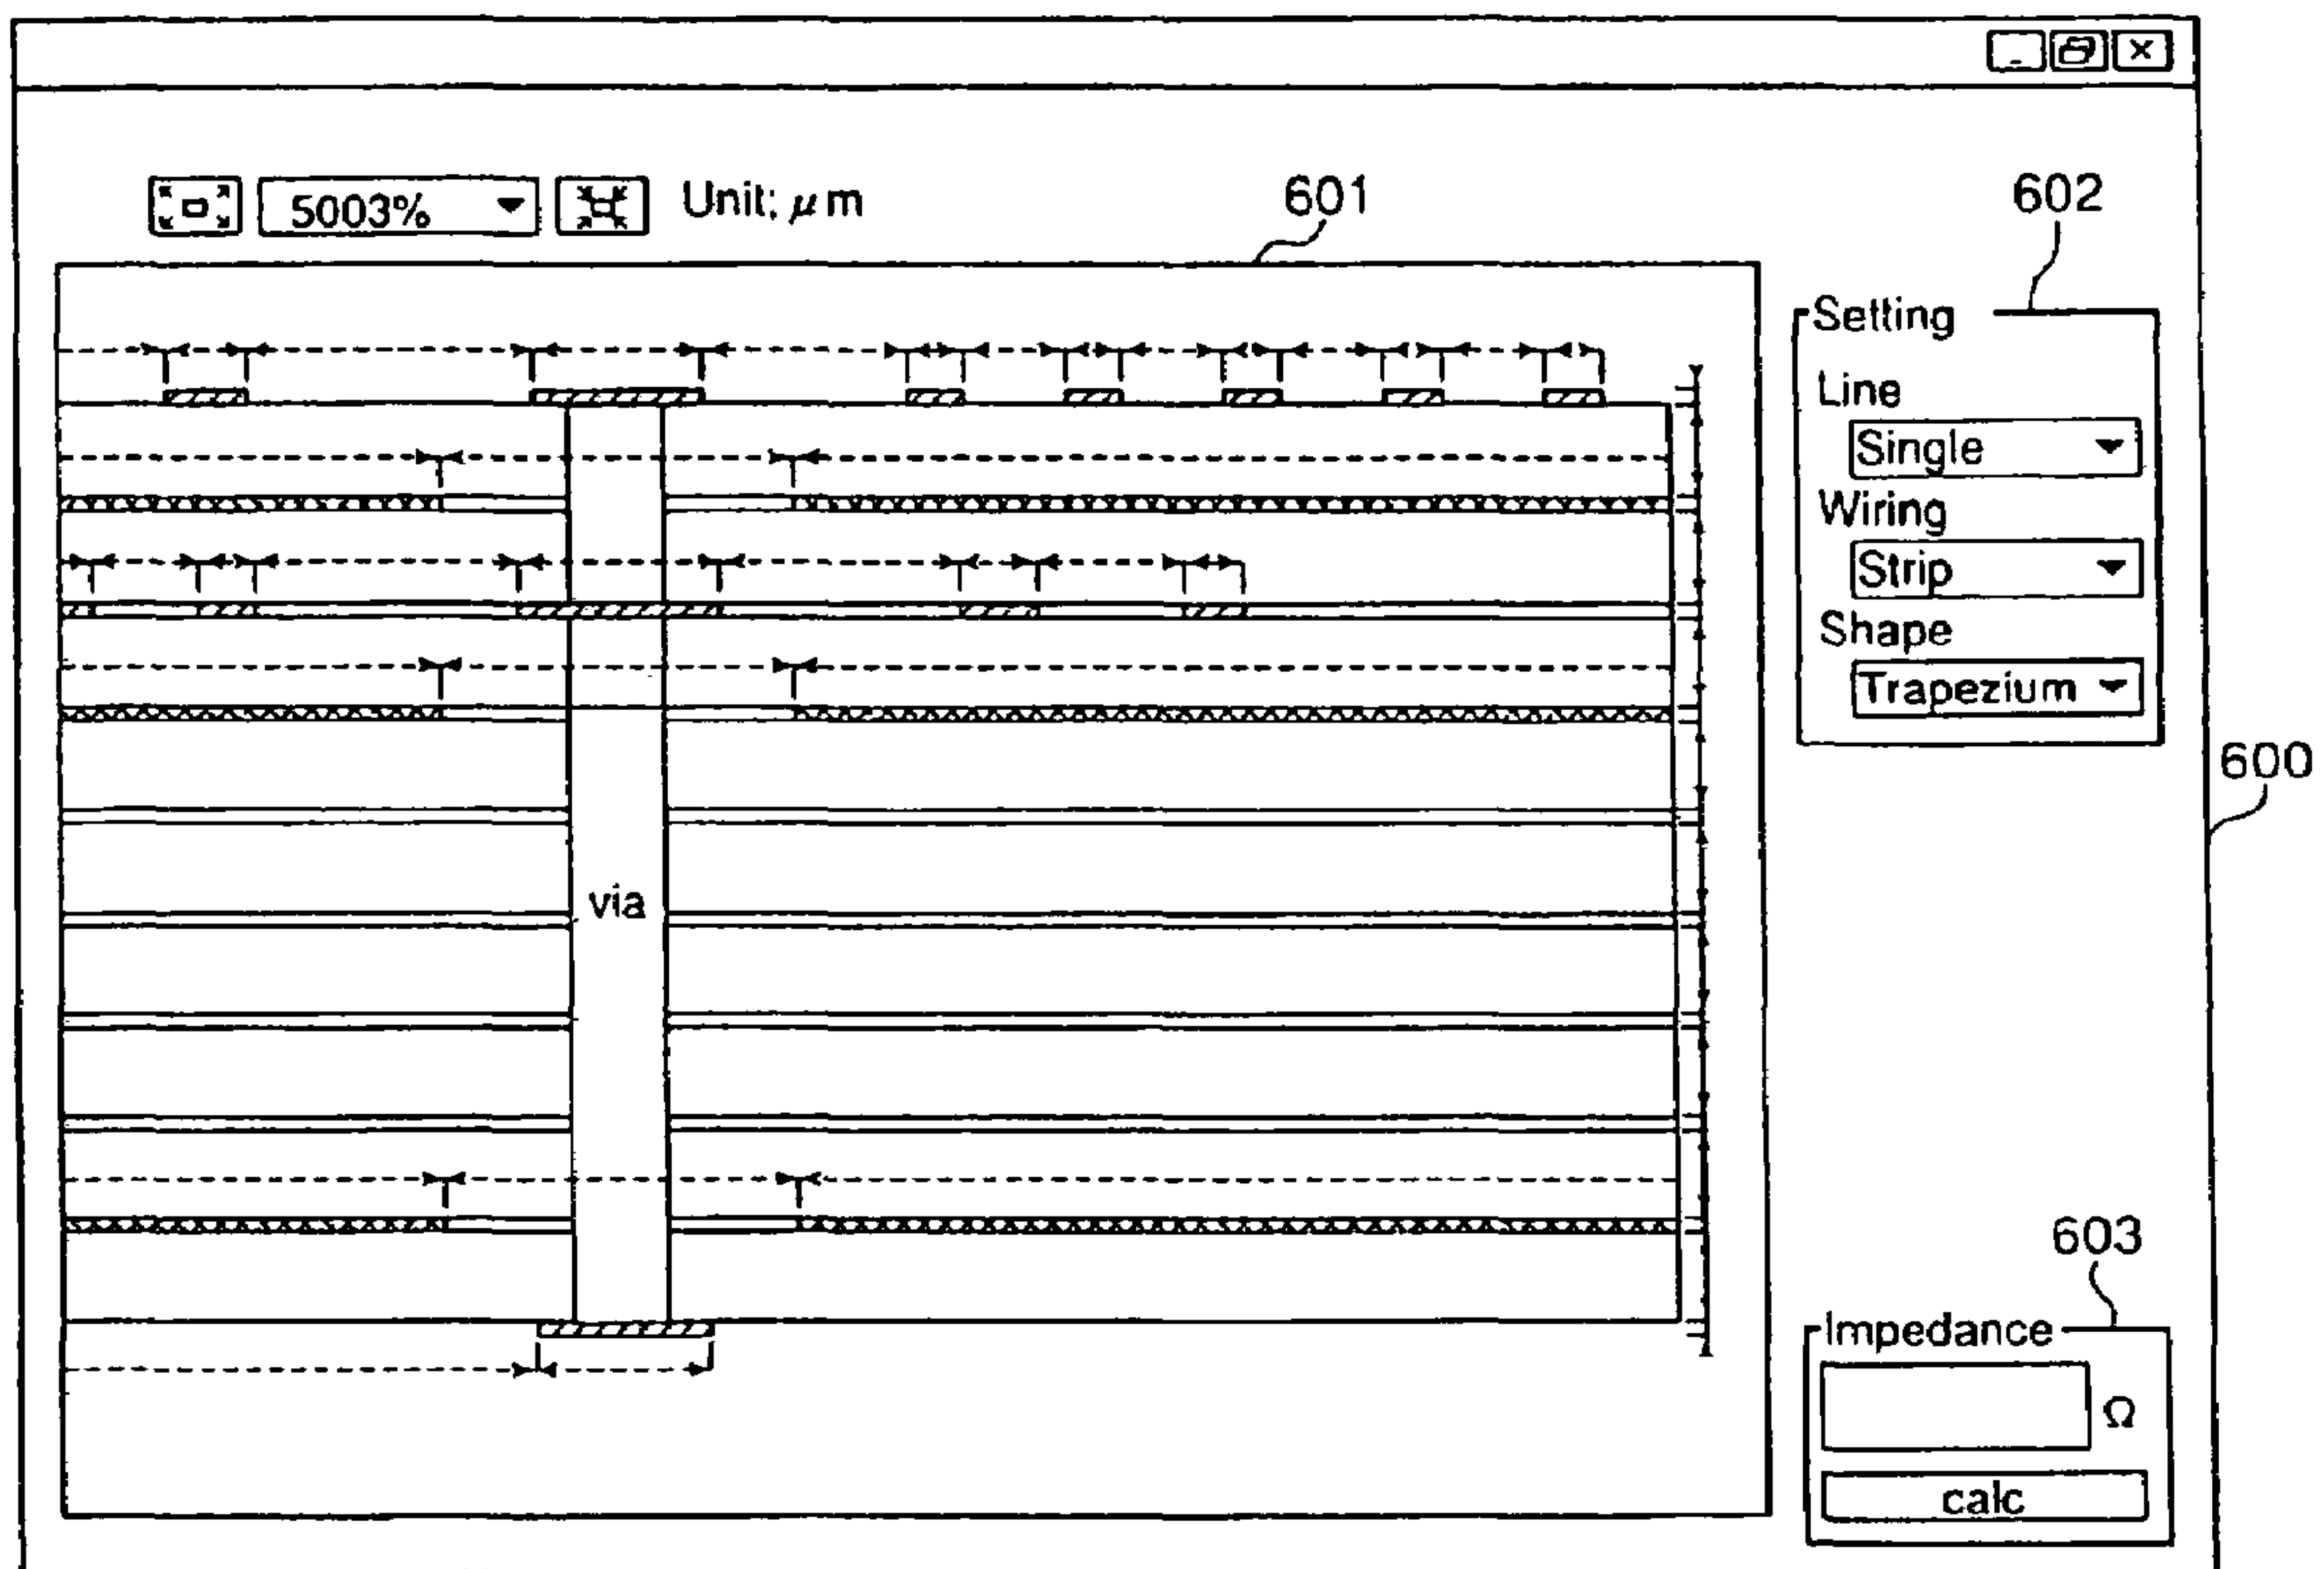 5003% Unit; μm
601
602
Setting
Line
Single
Wiring
Strip
Shape
Trapezium
600
via
603
Impedance
Ω
calc